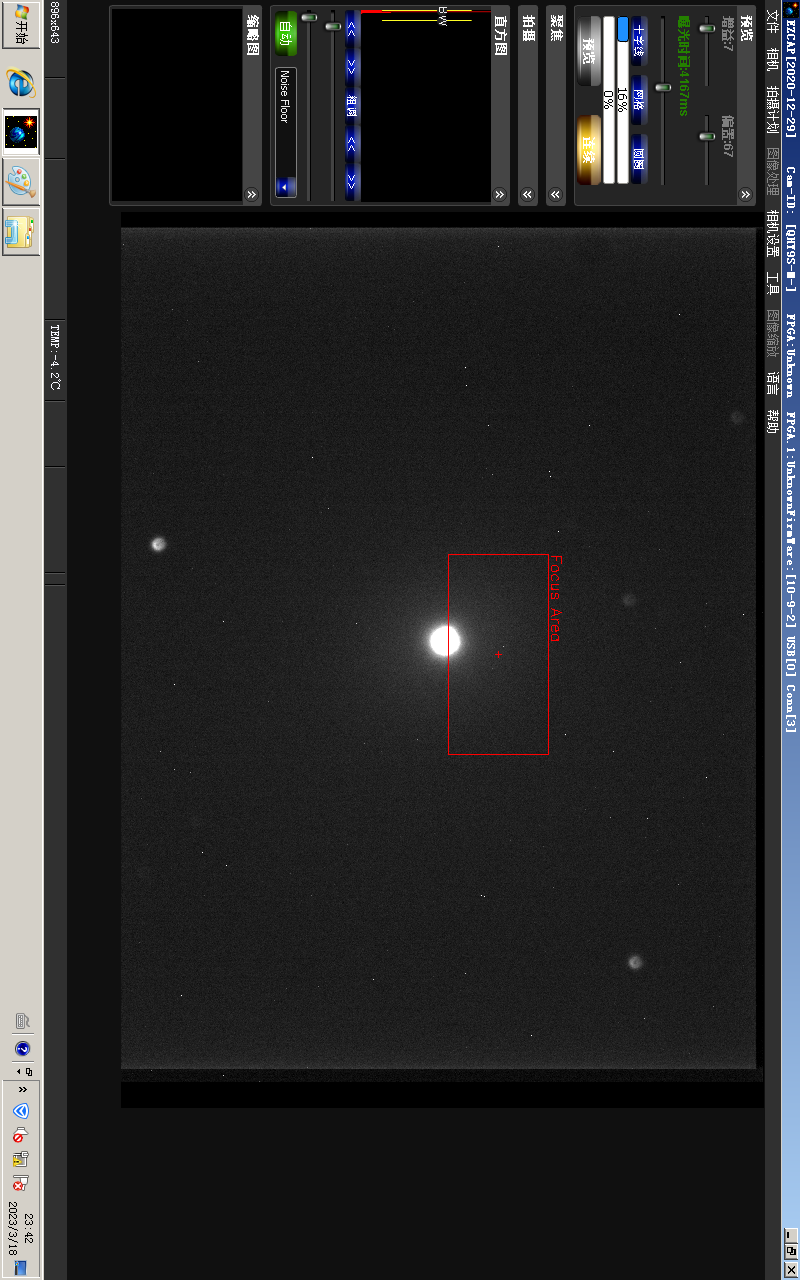 EZCAP[2020-12-29] Cam-ID: [QHY9S-M-] FPGA:Unknown FPGA.1:UnknownFirmWare:[10-9-2] USB[0] Conn[3]
文件 相机 拍摄计划 图像处理 相机设置 工具 图像缩放 语言 帮助
预览
增益:7 偏置:67
曝光时间:4167ms
十字线 网格 圆圈
16%
0%
预览 连续
聚焦
拍摄
直方图
B/W
<< >> 粗调 << >>
自动 Noise Floor
缩略图
Focus Area
896x643 TEMP:-4.2℃
开始
23:42
2023/3/18